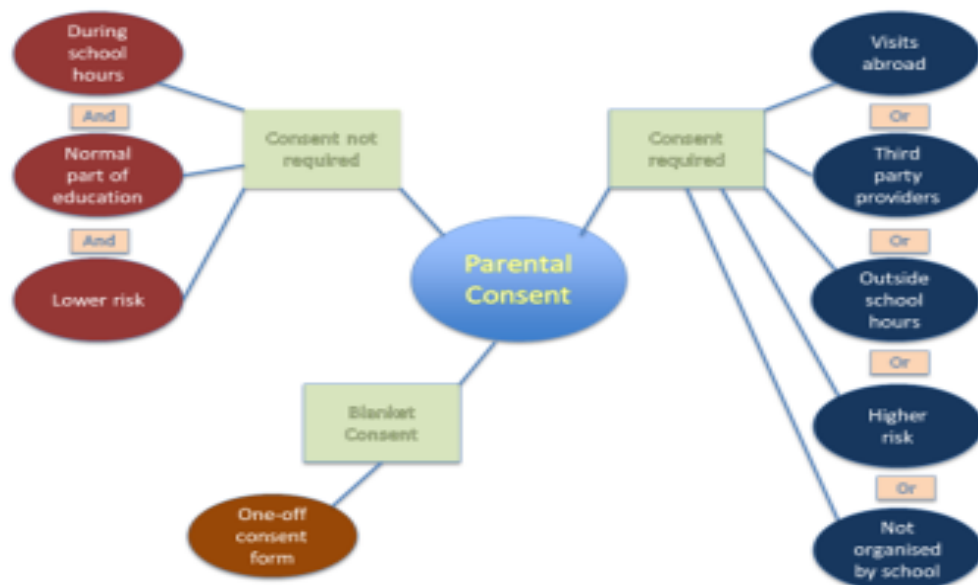 During
school
hours
And
Normal
part of
education
And
Lower risk
Consent not
required
Parental
Consent
Blanket
Consent
One-off
consent
form
Consent
required
Visits
abroad
Or
Third
party
providers
Or
Outside
school
hours
Or
Higher
risk
Or
Not
organised
by school